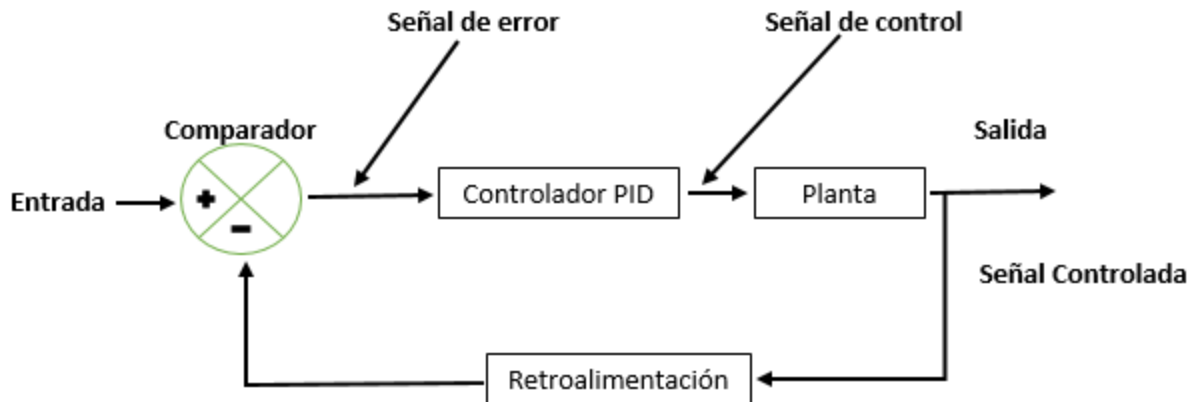 Señal de error
Señal de control
Comparador
Salida
Entrada
+
Controlador PID
Planta
-
Señal Controlada
Retroalimentación